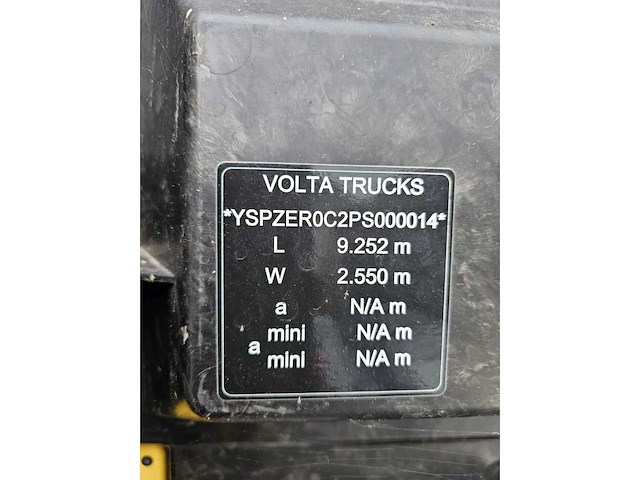 VOLTA TRUCKS
*YSPZER0C2PS000014*
L 9.252 m
W 2.550 m
a N/A m
a mini N/A m
mini N/A m